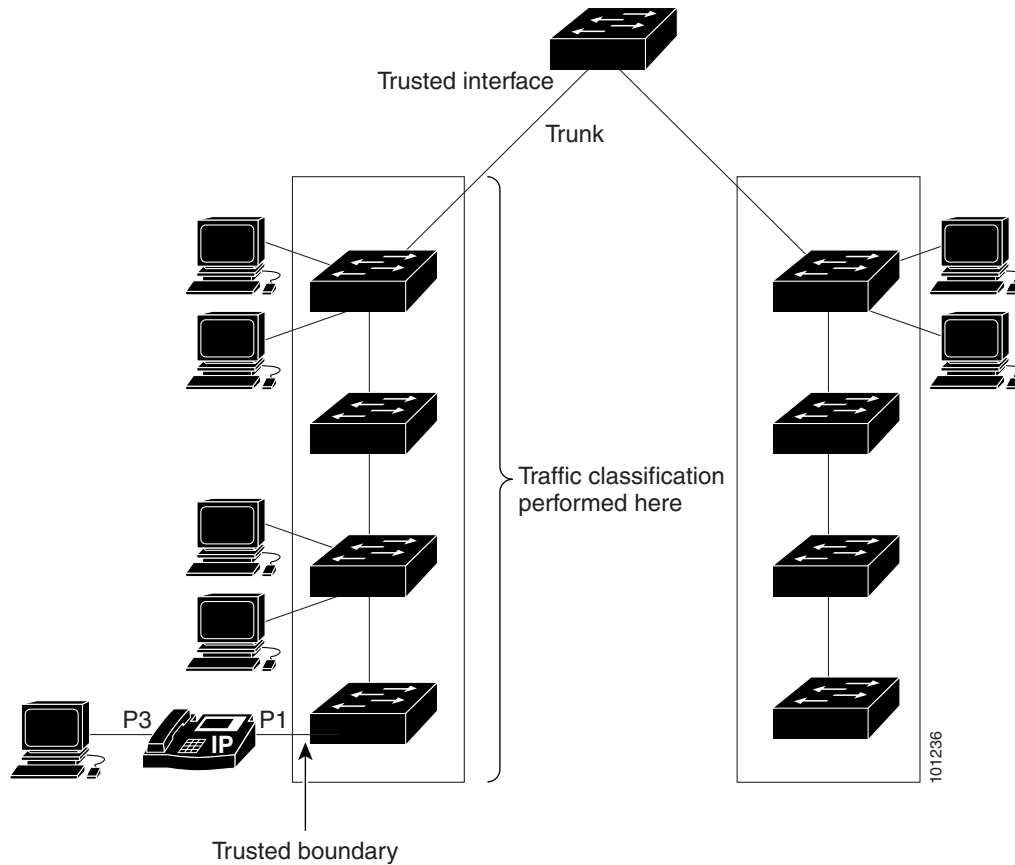 Trusted interface
Trunk
Traffic classification
performed here
P3
IP
P1
101236
Trusted boundary